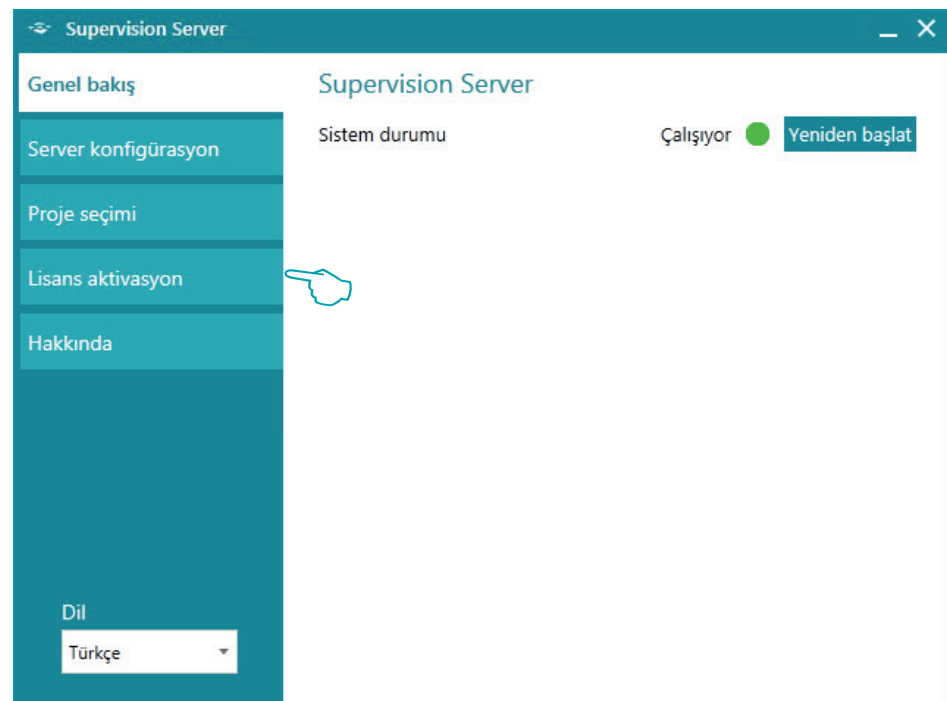 Supervision Server
Genel bakış
Server konfigürasyon
Proje seçimi
Lisans aktivasyon
Hakkında
Dil
Türkçe
Supervision Server
Sistem durumu Çalışıyor Yeniden başlat